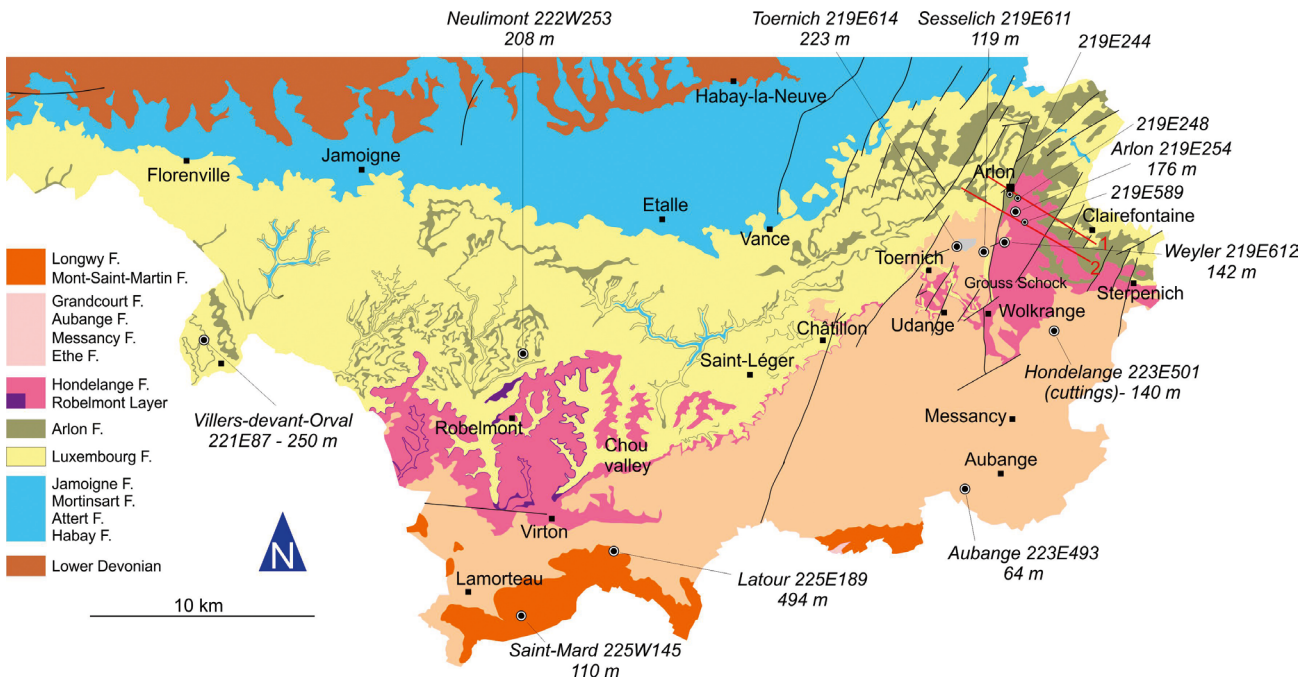 Neulimont 222W253
208 m
Toernich 219E614
223 m
Sesselich 219E611
119 m
219E244
219E248
Arlon 219E254
176 m
219E589
Habay-la-Neuve
Jamoigne
Florenville
Arlon
Etalle
Vance
Clairefontaine
1
2
Weyler 219E612
142 m
Toernich
Grouss Schock
Sterpenich
Udange
Wolkrange
Châtillon
Saint-Léger
Hondelange 223E501
(cuttings)- 140 m
Villers-devant-Orval
221E87 - 250 m
Robelmont
Chou
valley
Messancy
Aubange
Virton
Aubange 223E493
64 m
Latour 225E189
494 m
Lamorteau
Saint-Mard 225W145
110 m
Longwy F.
Mont-Saint-Martin F.
Grandcourt F.
Aubange F.
Messancy F.
Ethe F.
Hondelange F.
Robelmont Layer
Arlon F.
Luxembourg F.
Jamoigne F.
Mortinsart F.
Attert F.
Habay F.
Lower Devonian
N
10 km